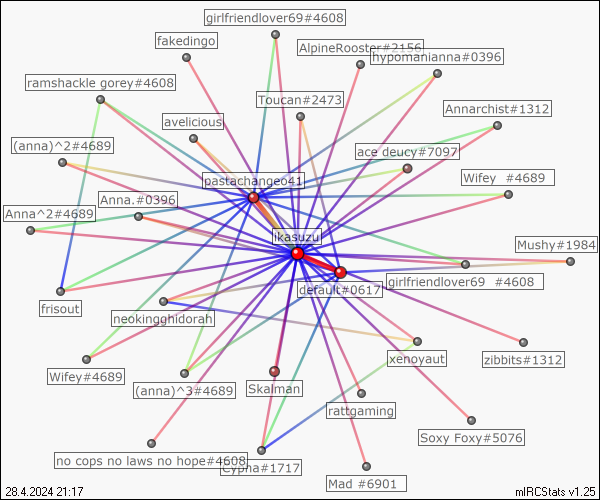 girlfriendlover69#4608
fakedingo
AlpineRooster#2156
hypomanianna#0396
ramshackle gorey#4608
Toucan#2473
Annarchist#1312
avelicious
(anna)^2#4689
ace deucy#7097
pastachange641
Wifey #4689
Anna.#0396
Anna^2#4689
ikasuzu
Mushy#1984
girlfriendlover69 #4608
default#0617
frisout
neokingghidorah
xenoyaut
zibbits#1312
Wifey#4689
(anna)^3#4689
Skalman
rattgaming
Soxy Foxy#5076
no cops no laws no hope#4608
Cypha#1717
Mad #6901
28.4.2024 21:17
mIRCStats v1.25